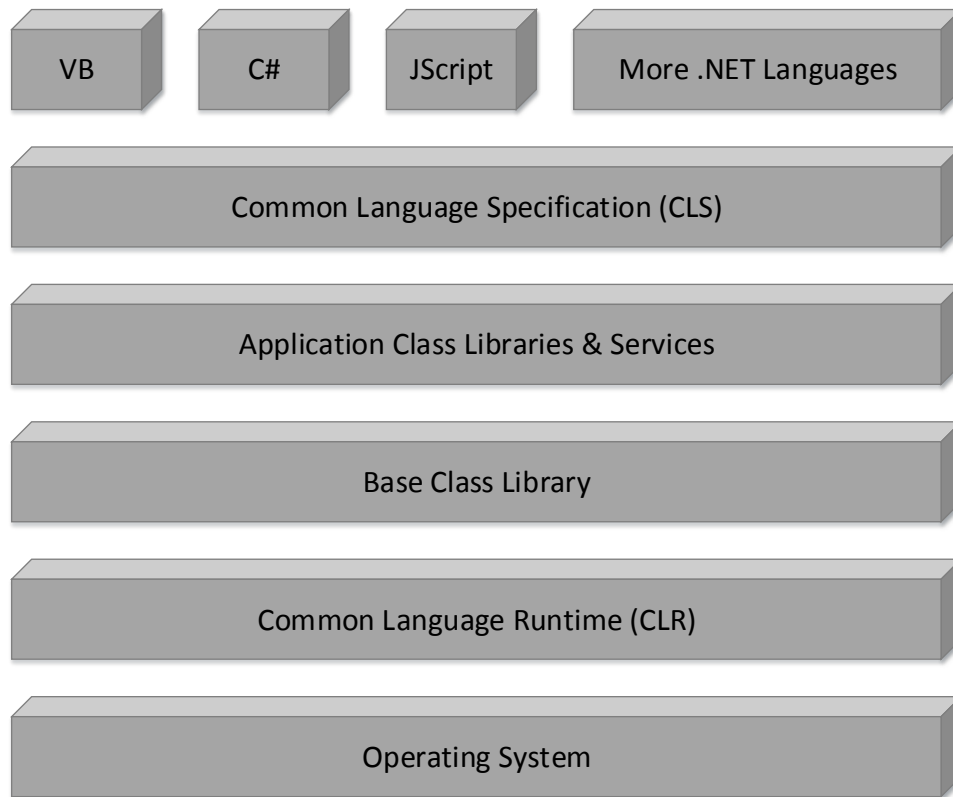 VB
C#
JScript
More .NET Languages
Common Language Specification (CLS)
Application Class Libraries & Services
Base Class Library
Common Language Runtime (CLR)
Operating System